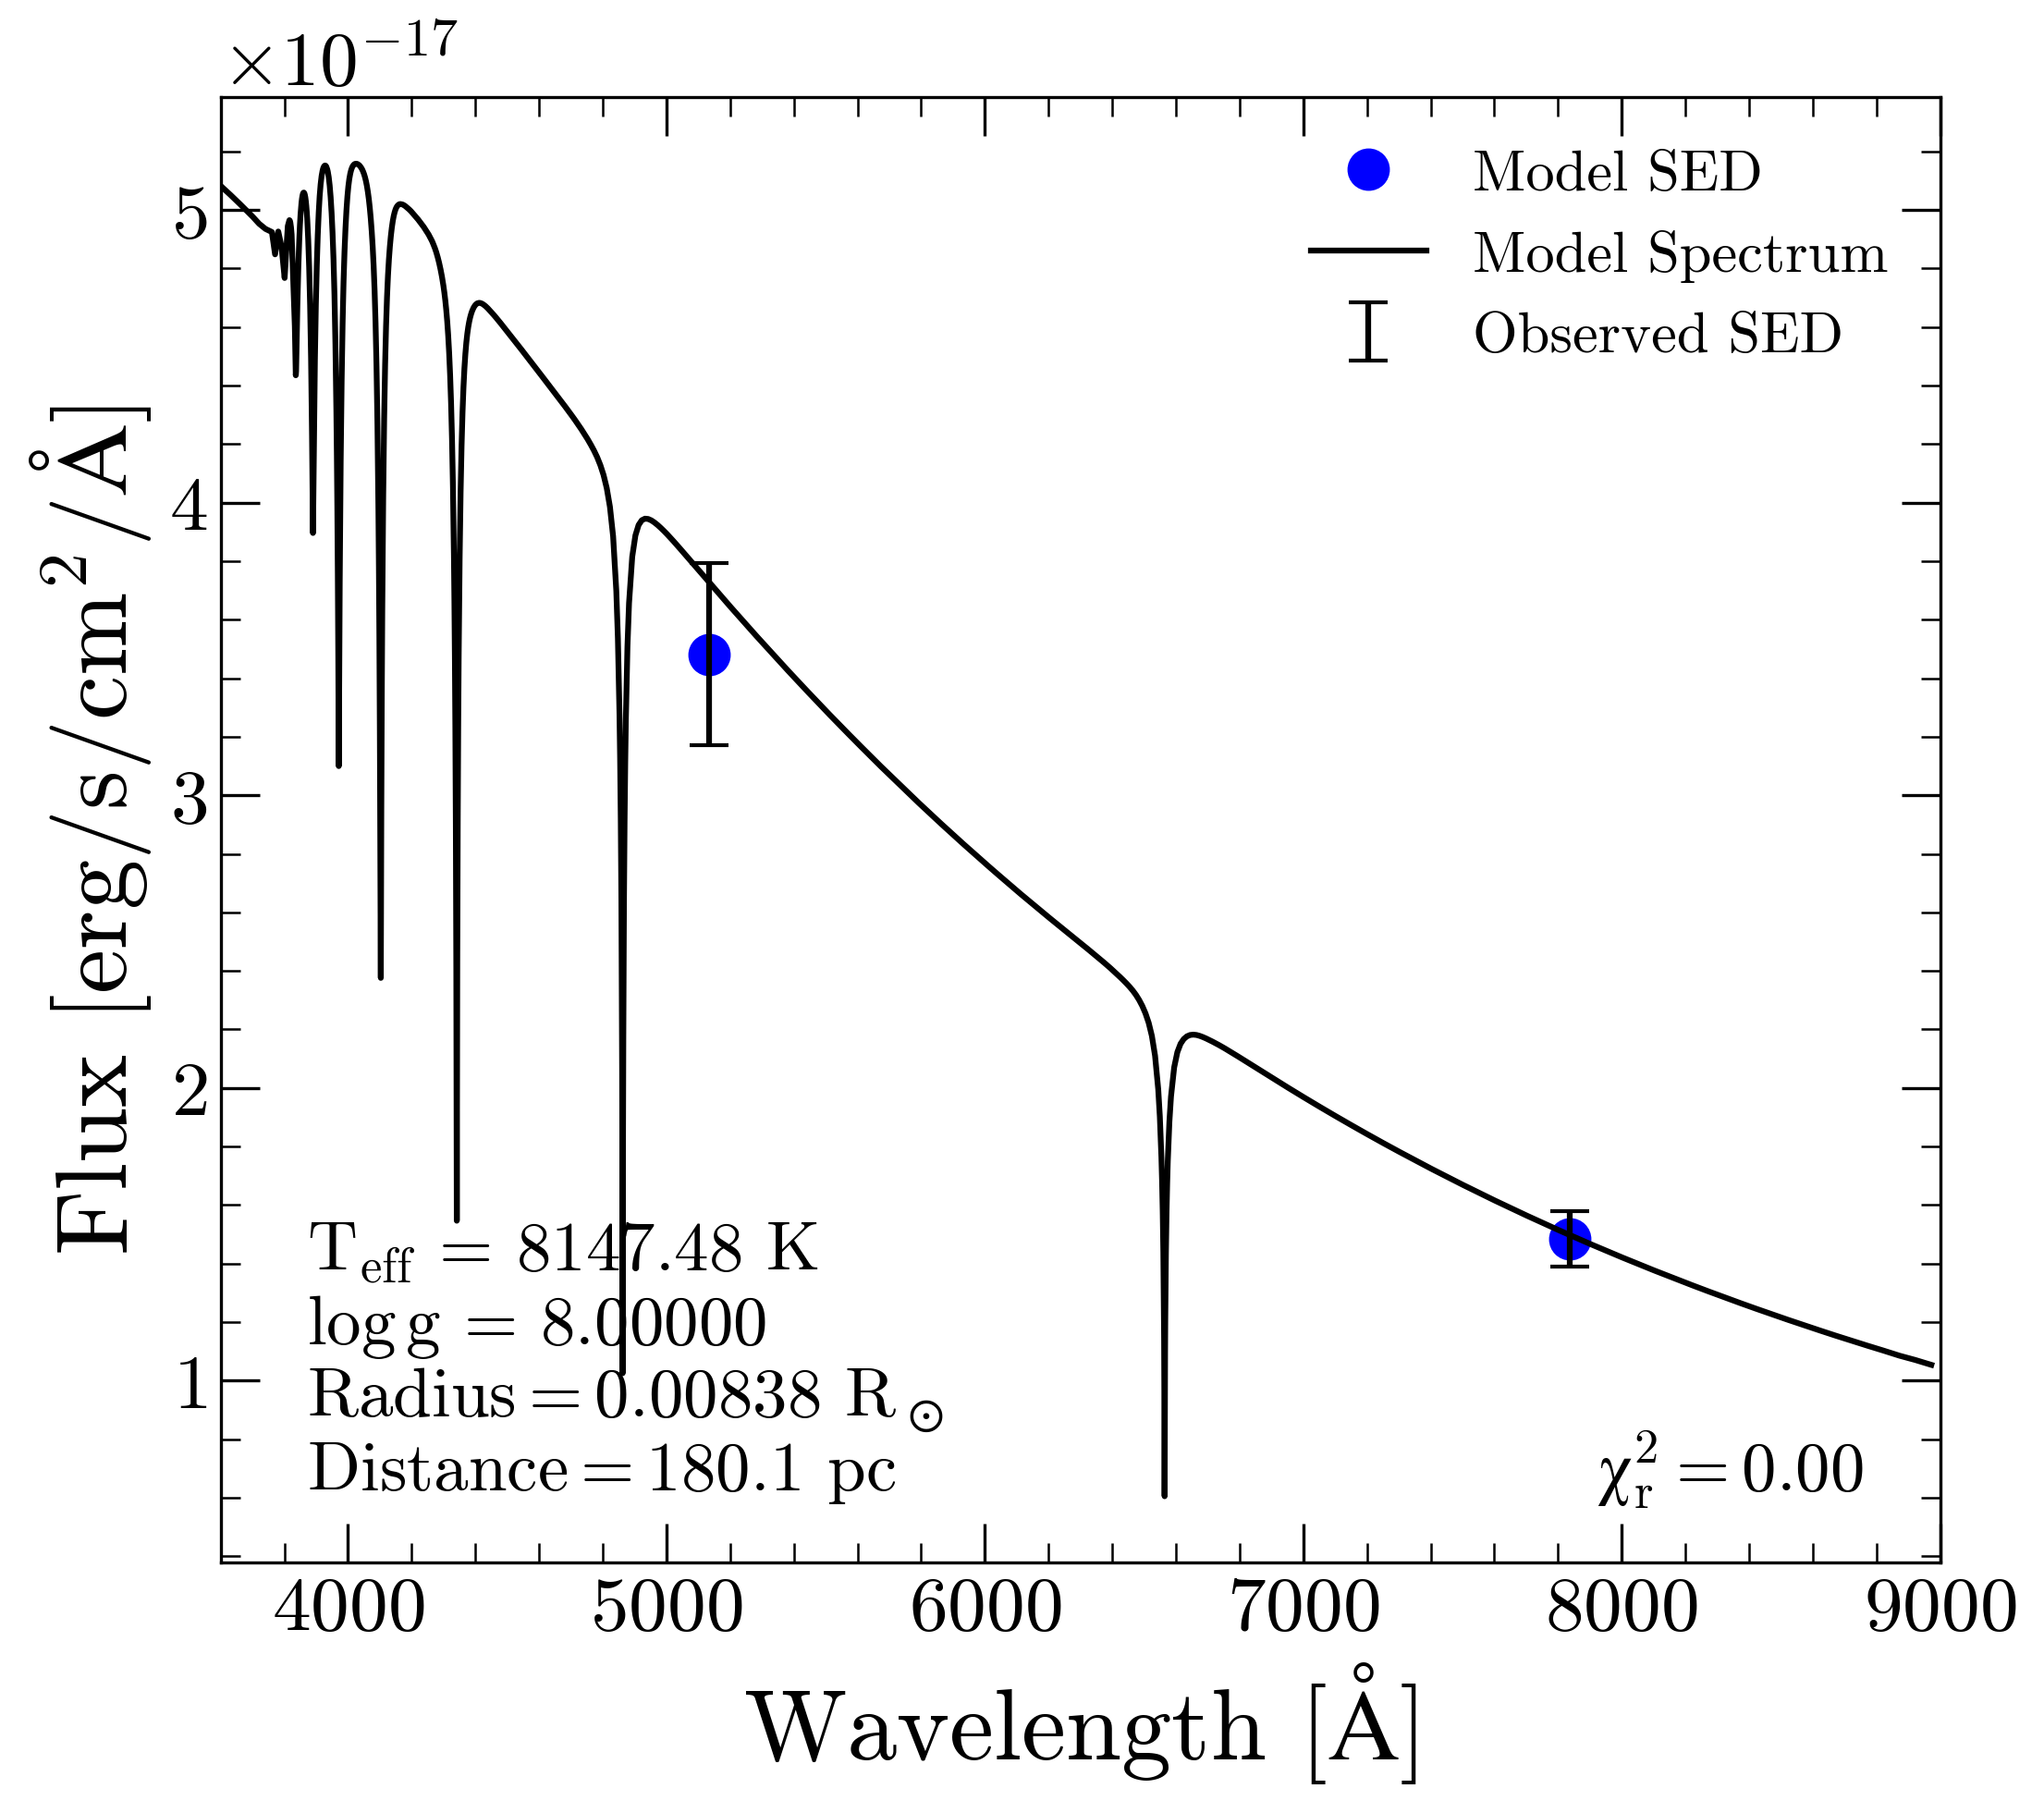 ×10⁻¹⁷
Model SED
Model Spectrum
Observed SED
5
4
3
2
1
Flux [erg/s/cm²/Å]
T_eff = 8147.48 K
log g = 8.00000
Radius = 0.00838 R_⊙
Distance = 180.1 pc
χ²_r = 0.00
4000 5000 6000 7000 8000 9000
Wavelength [Å]